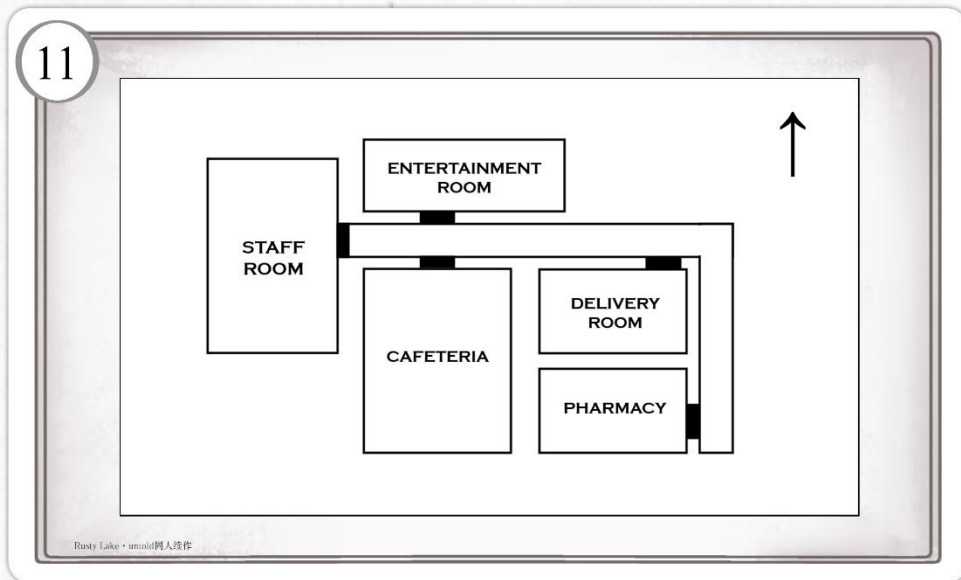 11
ENTERTAINMENT
ROOM
STAFF
ROOM
DELIVERY
ROOM
CAFETERIA
PHARMACY
Rusty Lake・untold同人续作